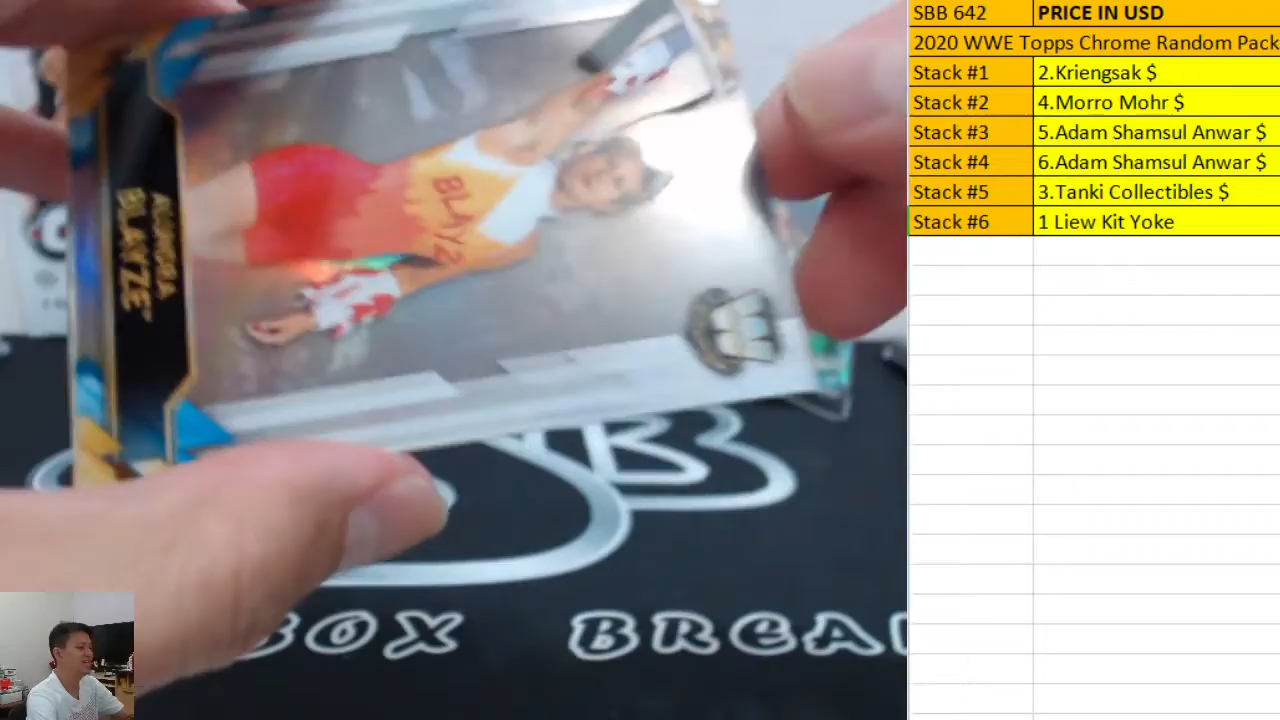 SBB 642 PRICE IN USD
2020 WWE Topps Chrome Random Pack
Stack #1 2.Kriengsak $
Stack #2 4.Morro Mohr $
Stack #3 5.Adam Shamsul Anwar $
Stack #4 6.Adam Shamsul Anwar $
Stack #5 3.Tanki Collectibles $
Stack #6 1 Liew Kit Yoke
ALUNDRA
BLAYZE™
BLAYZ
BOX BREA